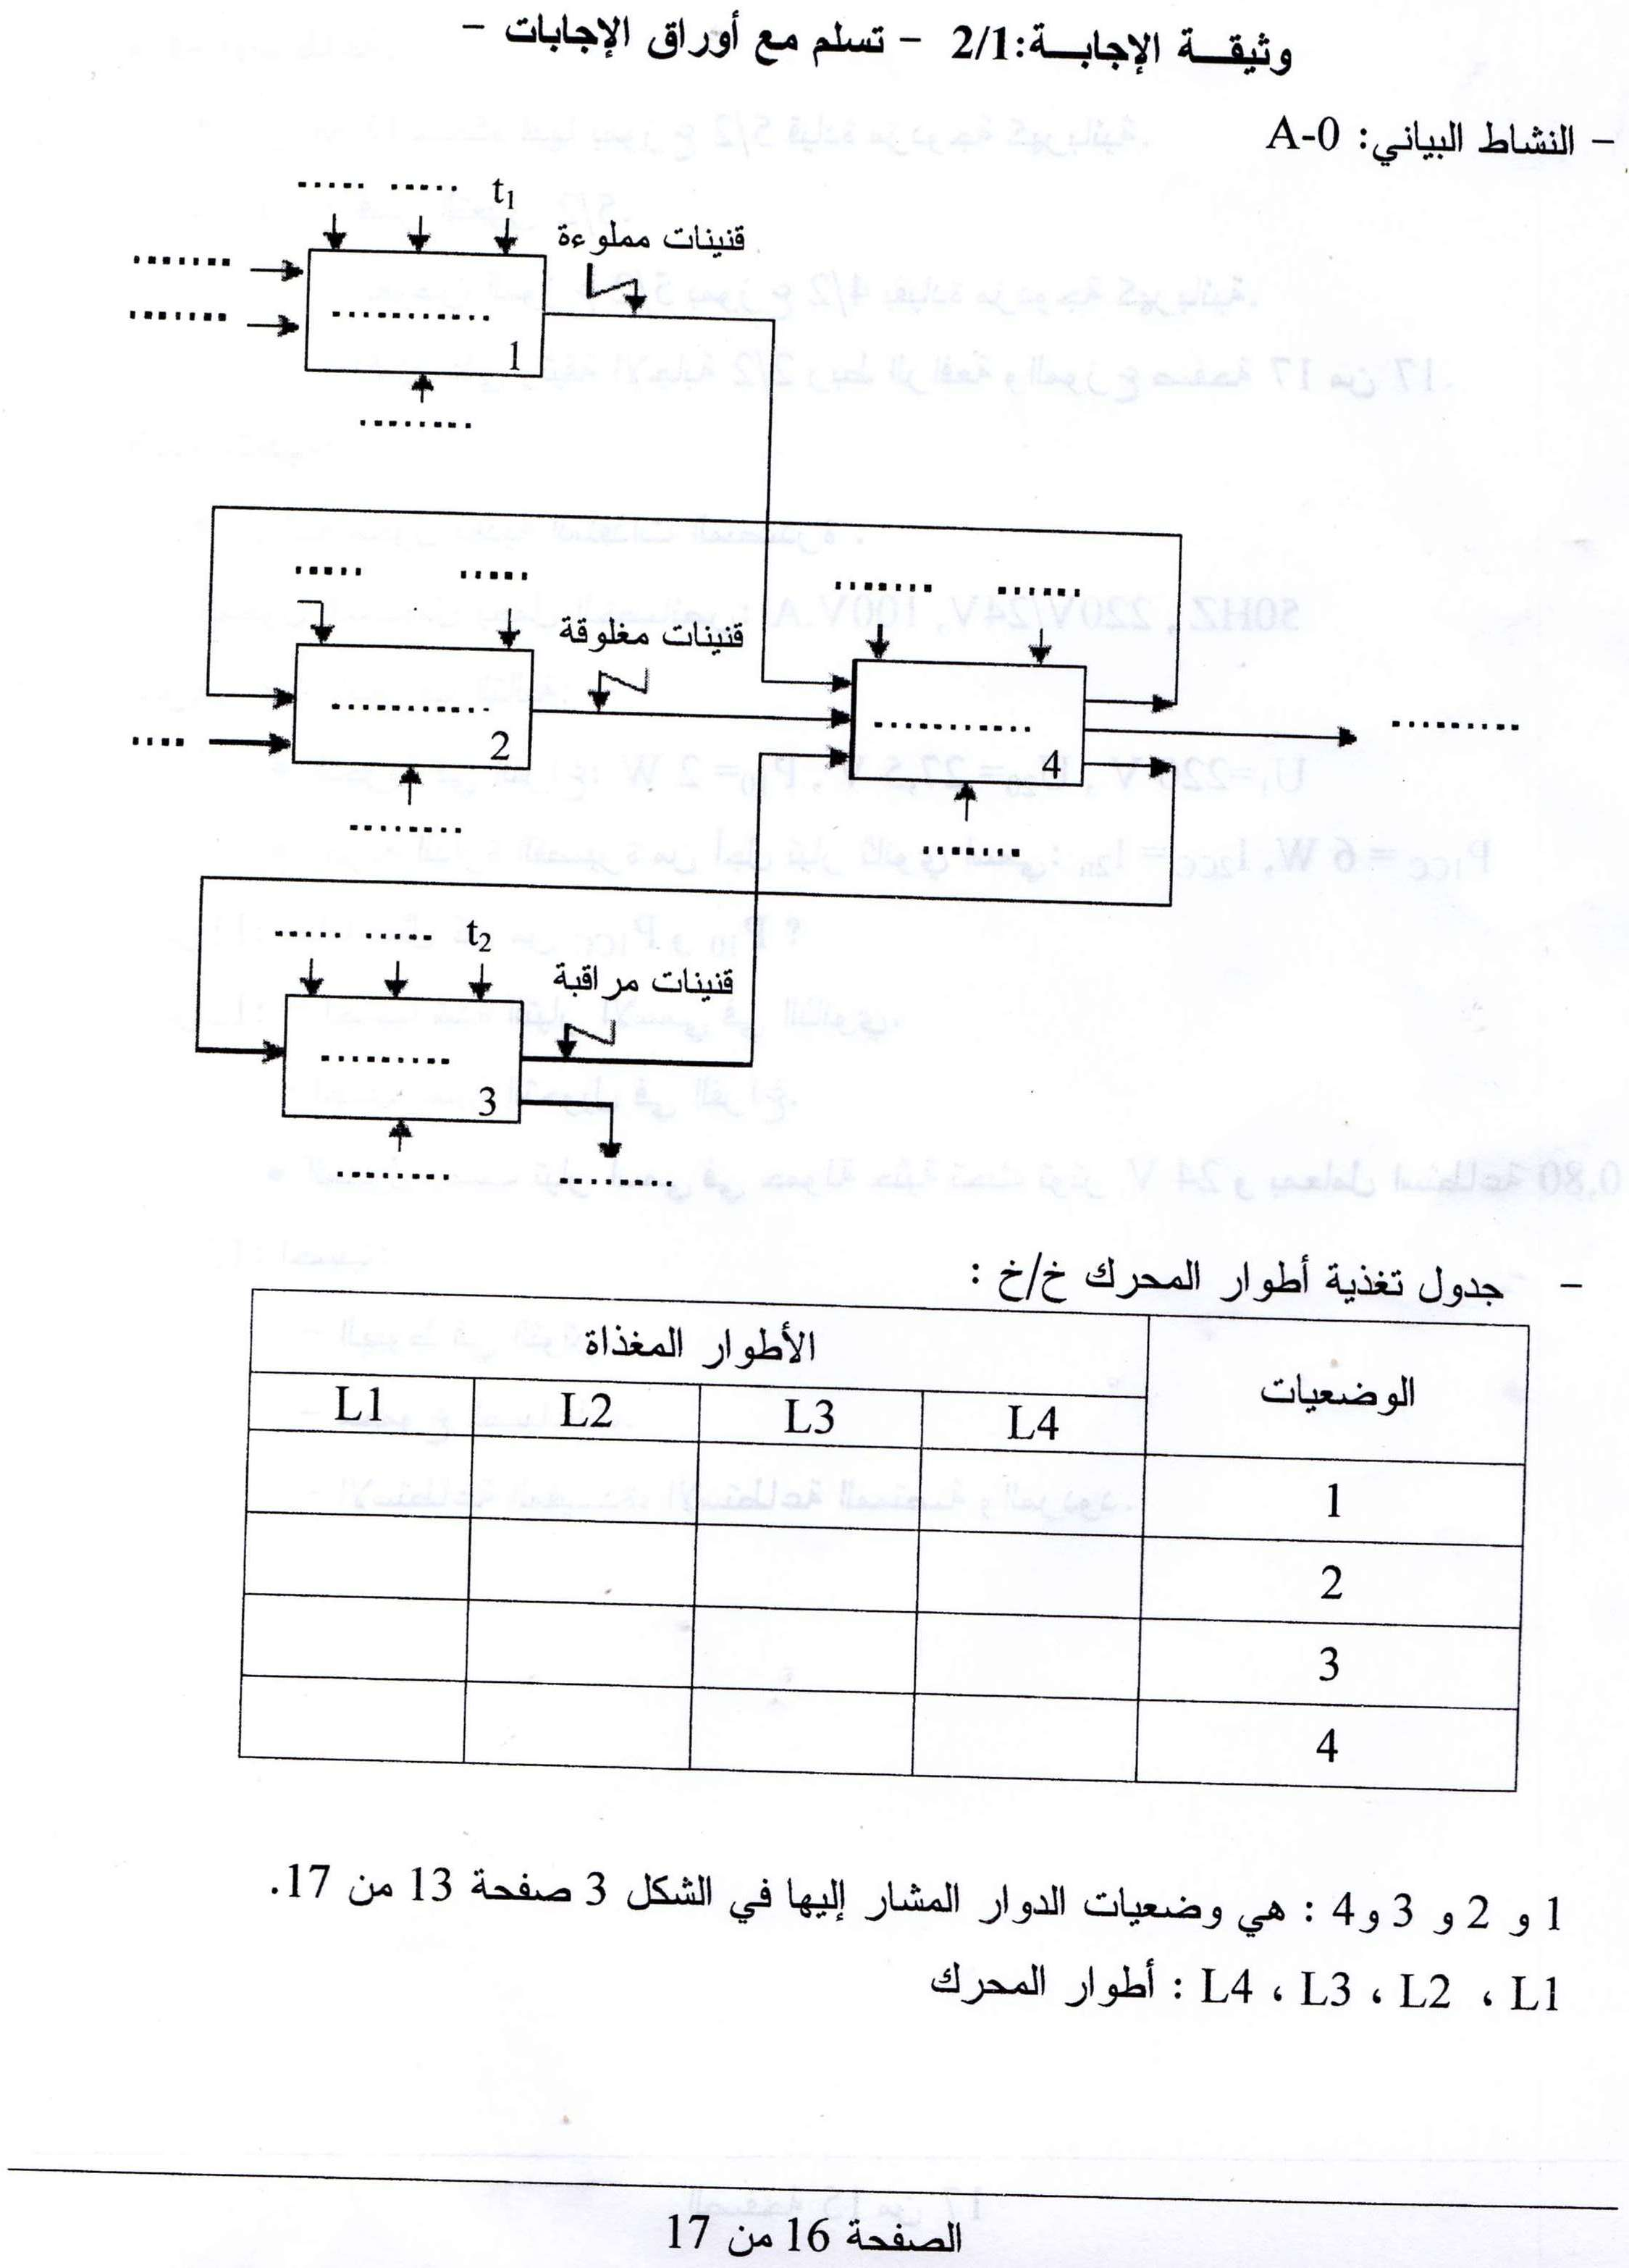 وثيقـــة الإجابـــة:2/1 – تسلم مع أوراق الإجابات –
– النشاط البياني: A-0
...... ...... t1
قنينات مملوءة
.......
.......
.............
1
.........
..... .....
........ .......
قنينات مغلوقة
.............
2
....
.............
4
..........
.........
........
..... ...... t2
قنينات مراقبة
...........
3
......... .........
– جدول تغذية أطوار المحرك خ/خ :
الوضعيات
الأطوار المغذاة
L1 L2 L3 L4
1
2
3
4
1 و 2 و 3 و4 : هي وضعيات الدوار المشار إليها في الشكل 3 صفحة 13 من 17.
L1 ، L2 ، L3 ، L4 : أطوار المحرك
الصفحة 16 من 17